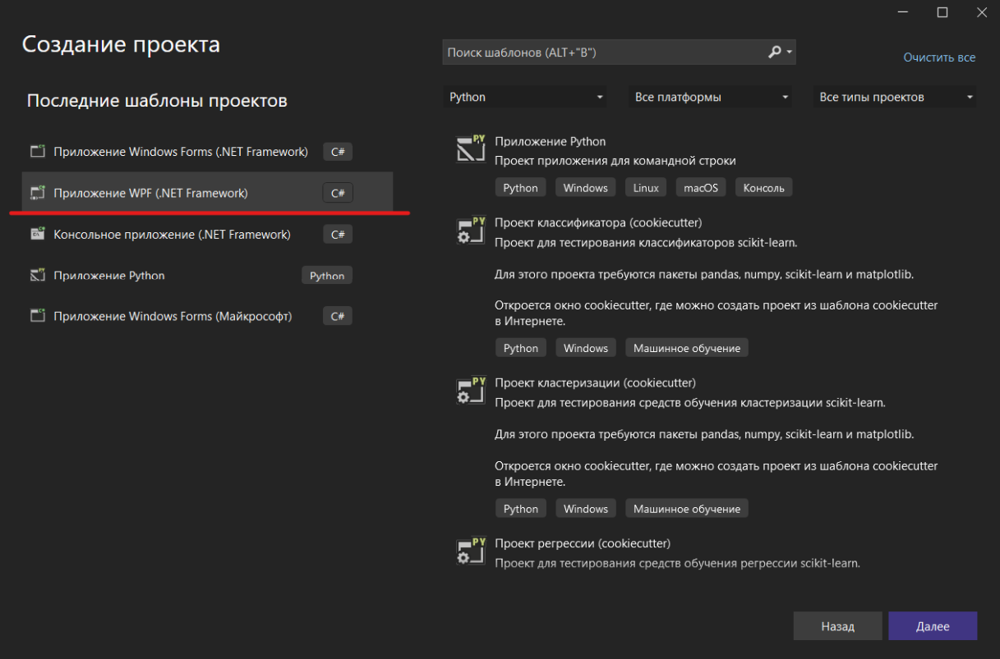 Создание проекта
Последние шаблоны проектов
Приложение Windows Forms (.NET Framework) C#
Приложение WPF (.NET Framework) C#
Консольное приложение (.NET Framework) C#
Приложение Python Python
Приложение Windows Forms (Майкрософт) C#
Поиск шаблонов (ALT+"B")
Очистить все
Python Все платформы Все типы проектов
PY
Приложение Python
Проект приложения для командной строки
Python Windows Linux macOS Консоль
PY
Проект классификатора (cookiecutter)
Проект для тестирования классификаторов scikit-learn.
Для этого проекта требуются пакеты pandas, numpy, scikit-learn и matplotlib.
Откроется окно cookiecutter, где можно создать проект из шаблона cookiecutter
в Интернете.
Python Windows Машинное обучение
PY
Проект кластеризации (cookiecutter)
Проект для тестирования средств обучения кластеризации scikit-learn.
Для этого проекта требуются пакеты pandas, numpy, scikit-learn и matplotlib.
Откроется окно cookiecutter, где можно создать проект из шаблона cookiecutter
в Интернете.
Python Windows Машинное обучение
PY
Проект регрессии (cookiecutter)
Проект для тестирования средств обучения регрессии scikit-learn.
Назад Далее